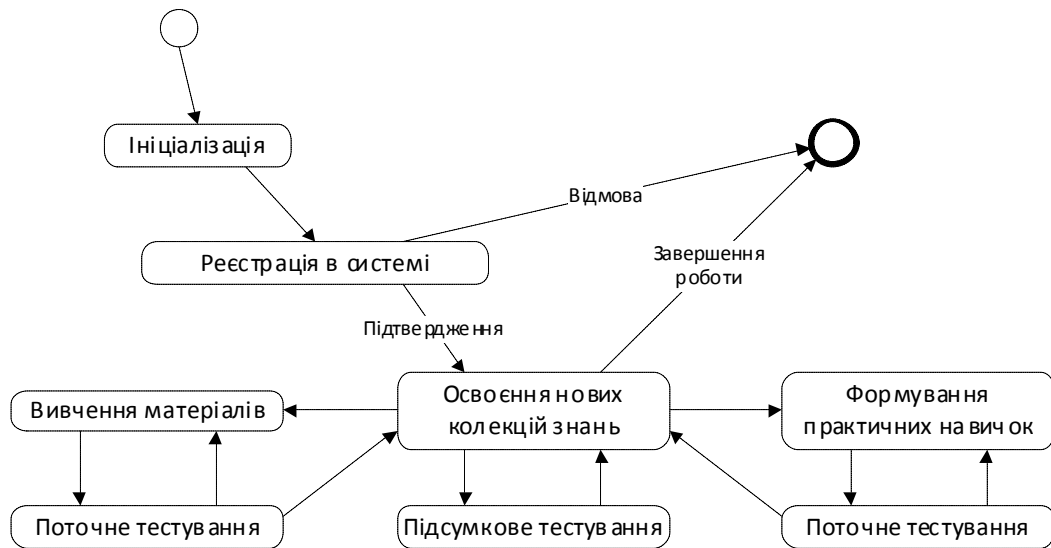 Ініціалізація
Відмова
Реєстрація в системі
Завершення
роботи
Підтвердження
Вивчення матеріалів
Освоєння нових
колекцій знань
Формування
практичних навичок
Поточне тестування
Підсумкове тестування
Поточне тестування